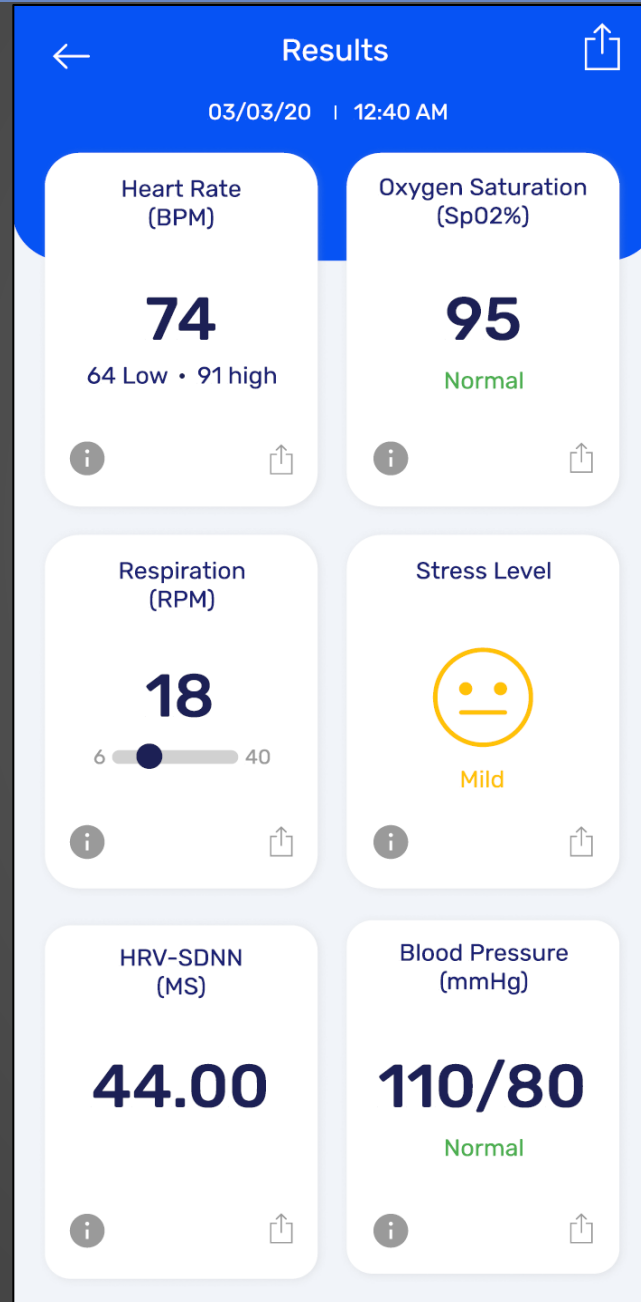 Results
03/03/20 | 12:40 AM
Heart Rate
(BPM)
74
64 Low • 91 high
Oxygen Saturation
(Sp02%)
95
Normal
Respiration
(RPM)
18
6 40
Stress Level
Mild
HRV-SDNN
(MS)
44.00
Blood Pressure
(mmHg)
110/80
Normal